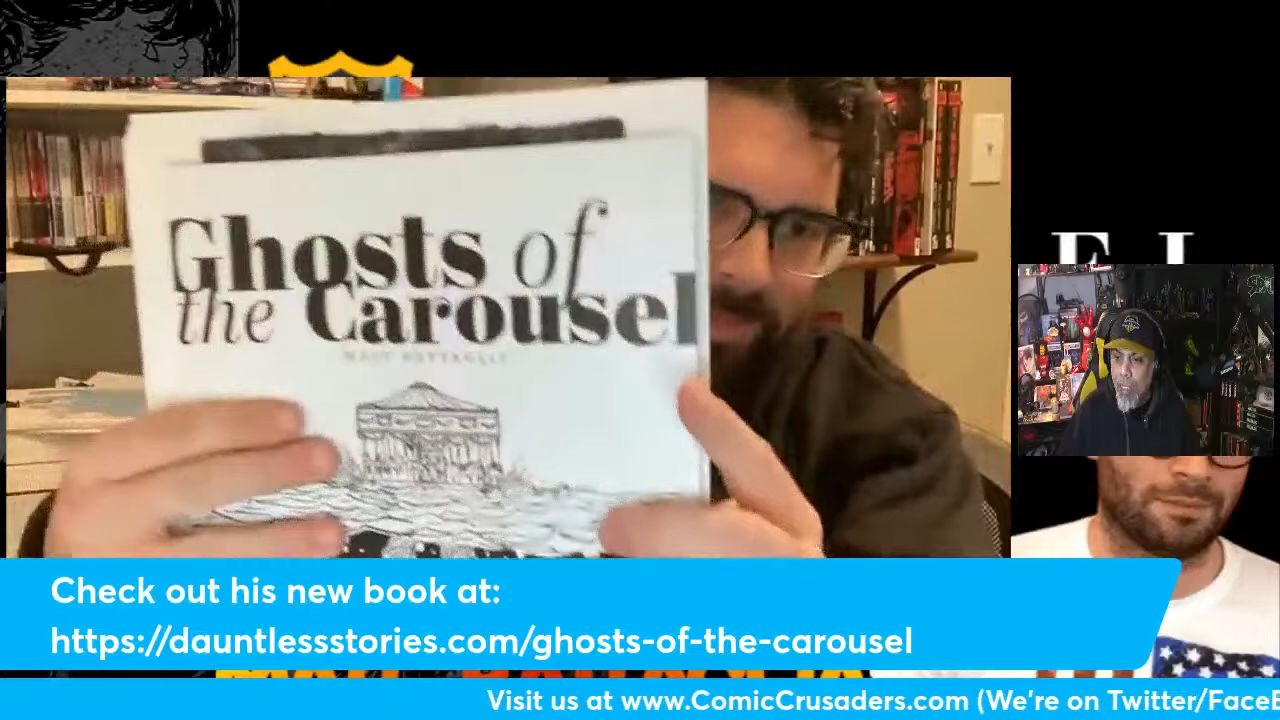 Ghosts of
the Carousel
Check out his new book at:
https://dauntlessstories.com/ghosts-of-the-carousel
Visit us at www.ComicCrusaders.com (We're on Twitter/FaceB